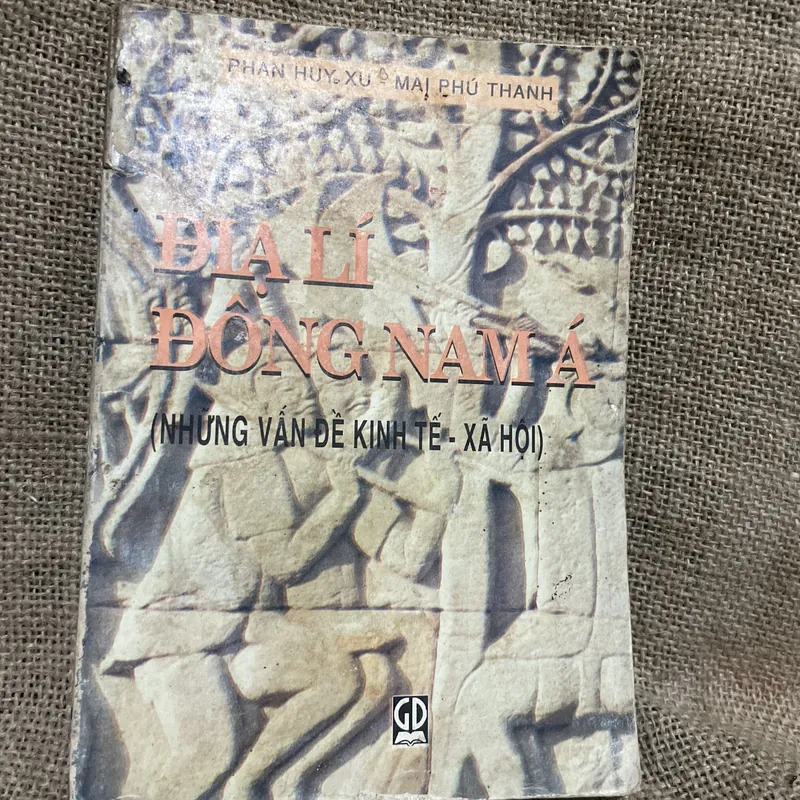 PHAN HUY XU - MAI PHÚ THANH
ĐỊA LÍ
ĐÔNG NAM Á
(NHỮNG VẤN ĐỀ KINH TẾ - XÃ HỘI)
GD